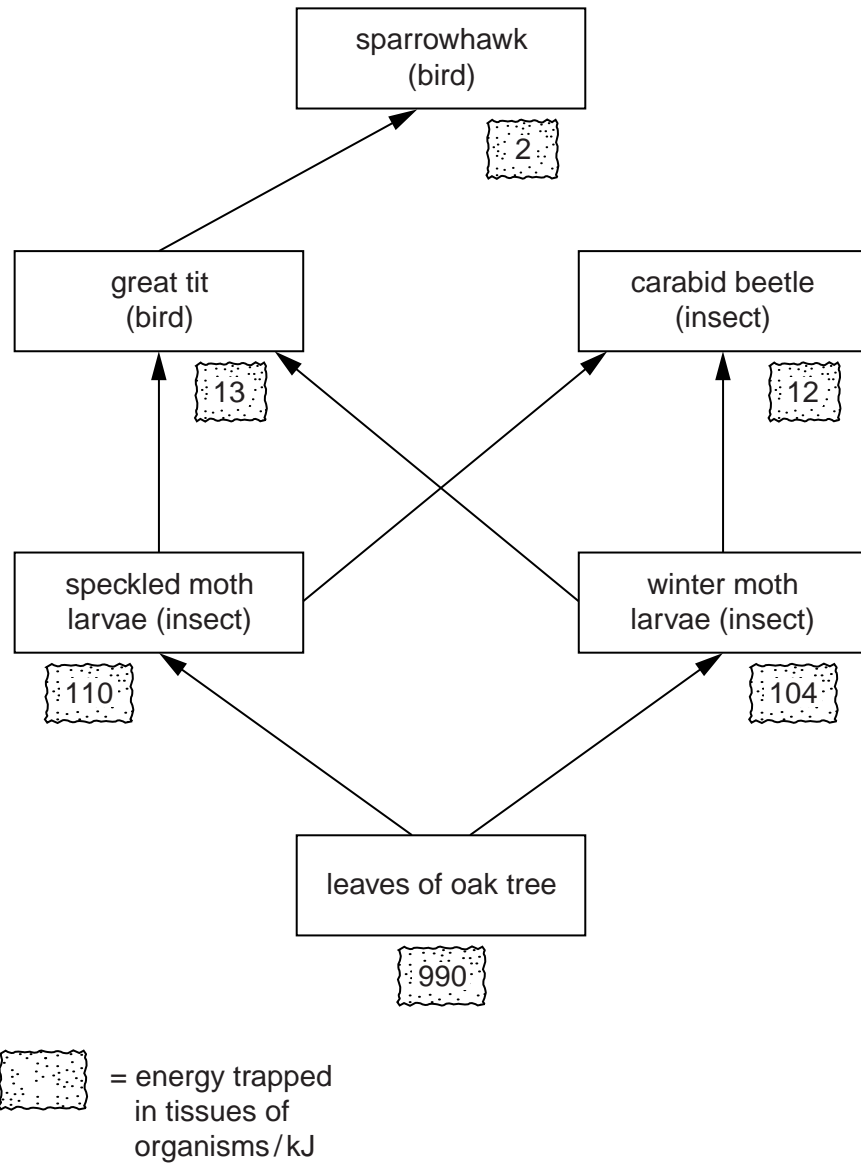 sparrowhawk
(bird)
2
great tit
(bird)
carabid beetle
(insect)
13
12
speckled moth
larvae (insect)
winter moth
larvae (insect)
110
104
leaves of oak tree
990
= energy trapped
in tissues of
organisms/kJ